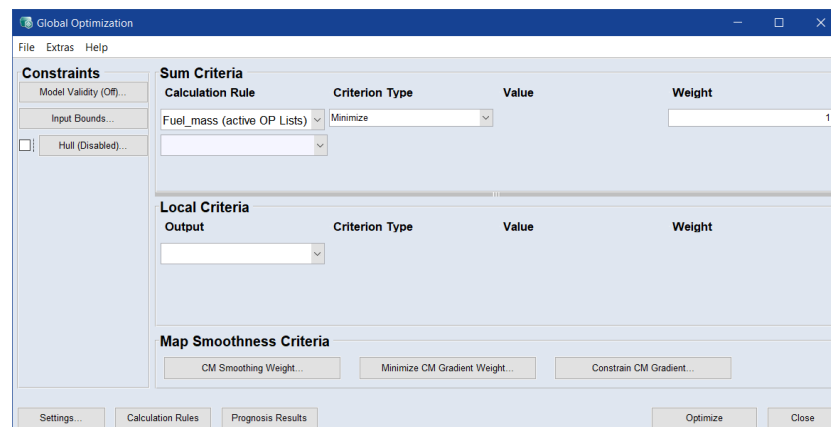 Global Optimization
File Extras Help
Constraints
Model Validity (Off)...
Input Bounds...
Hull (Disabled)...
Sum Criteria
Calculation Rule Criterion Type Value Weight
Fuel_mass (active OP Lists) Minimize 1
Local Criteria
Output Criterion Type Value Weight
Map Smoothness Criteria
CM Smoothing Weight... Minimize CM Gradient Weight... Constrain CM Gradient...
Settings... Calculation Rules Prognosis Results Optimize Close